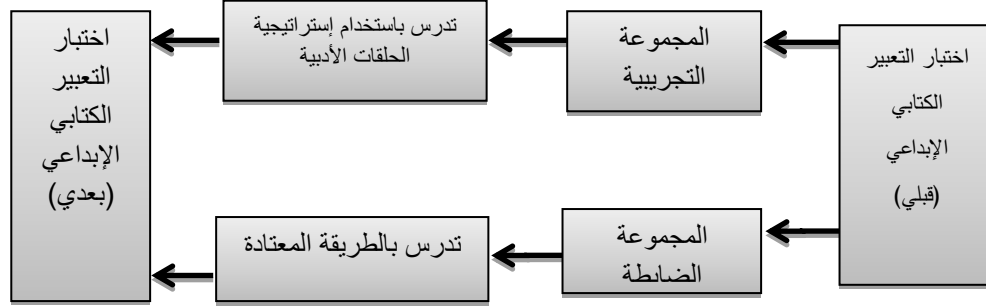 اختبار التعبير
الكتابي
الإبداعي
(قبلي)
المجموعة
التجريبية
تدرس باستخدام إستراتيجية
الحلقات الأدبية
المجموعة
الضابطة
تدرس بالطريقة المعتادة
اختبار
التعبير
الكتابي
الإبداعي
(بعدي)